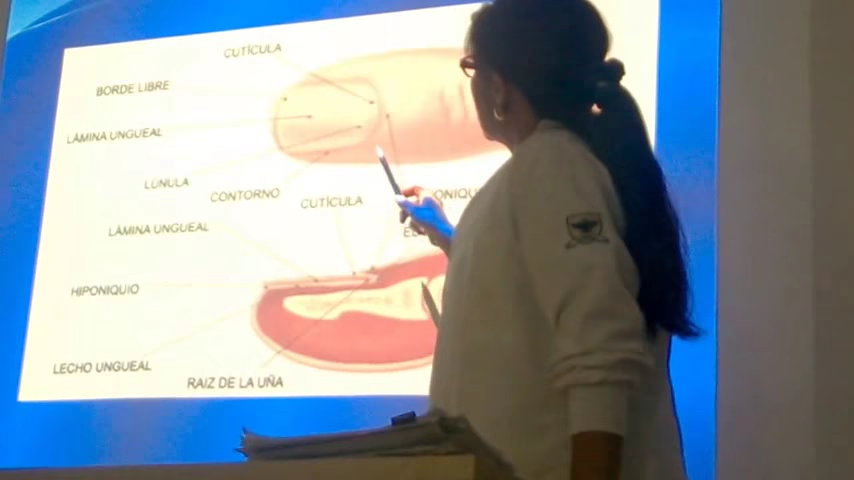 CUTÍCULA
BORDE LIBRE
LÁMINA UNGUEAL
LÚNULA
CONTORNO
CUTÍCULA
LÁMINA UNGUEAL
HIPONIQUIO
LECHO UNGUEAL
RAIZ DE LA UÑA